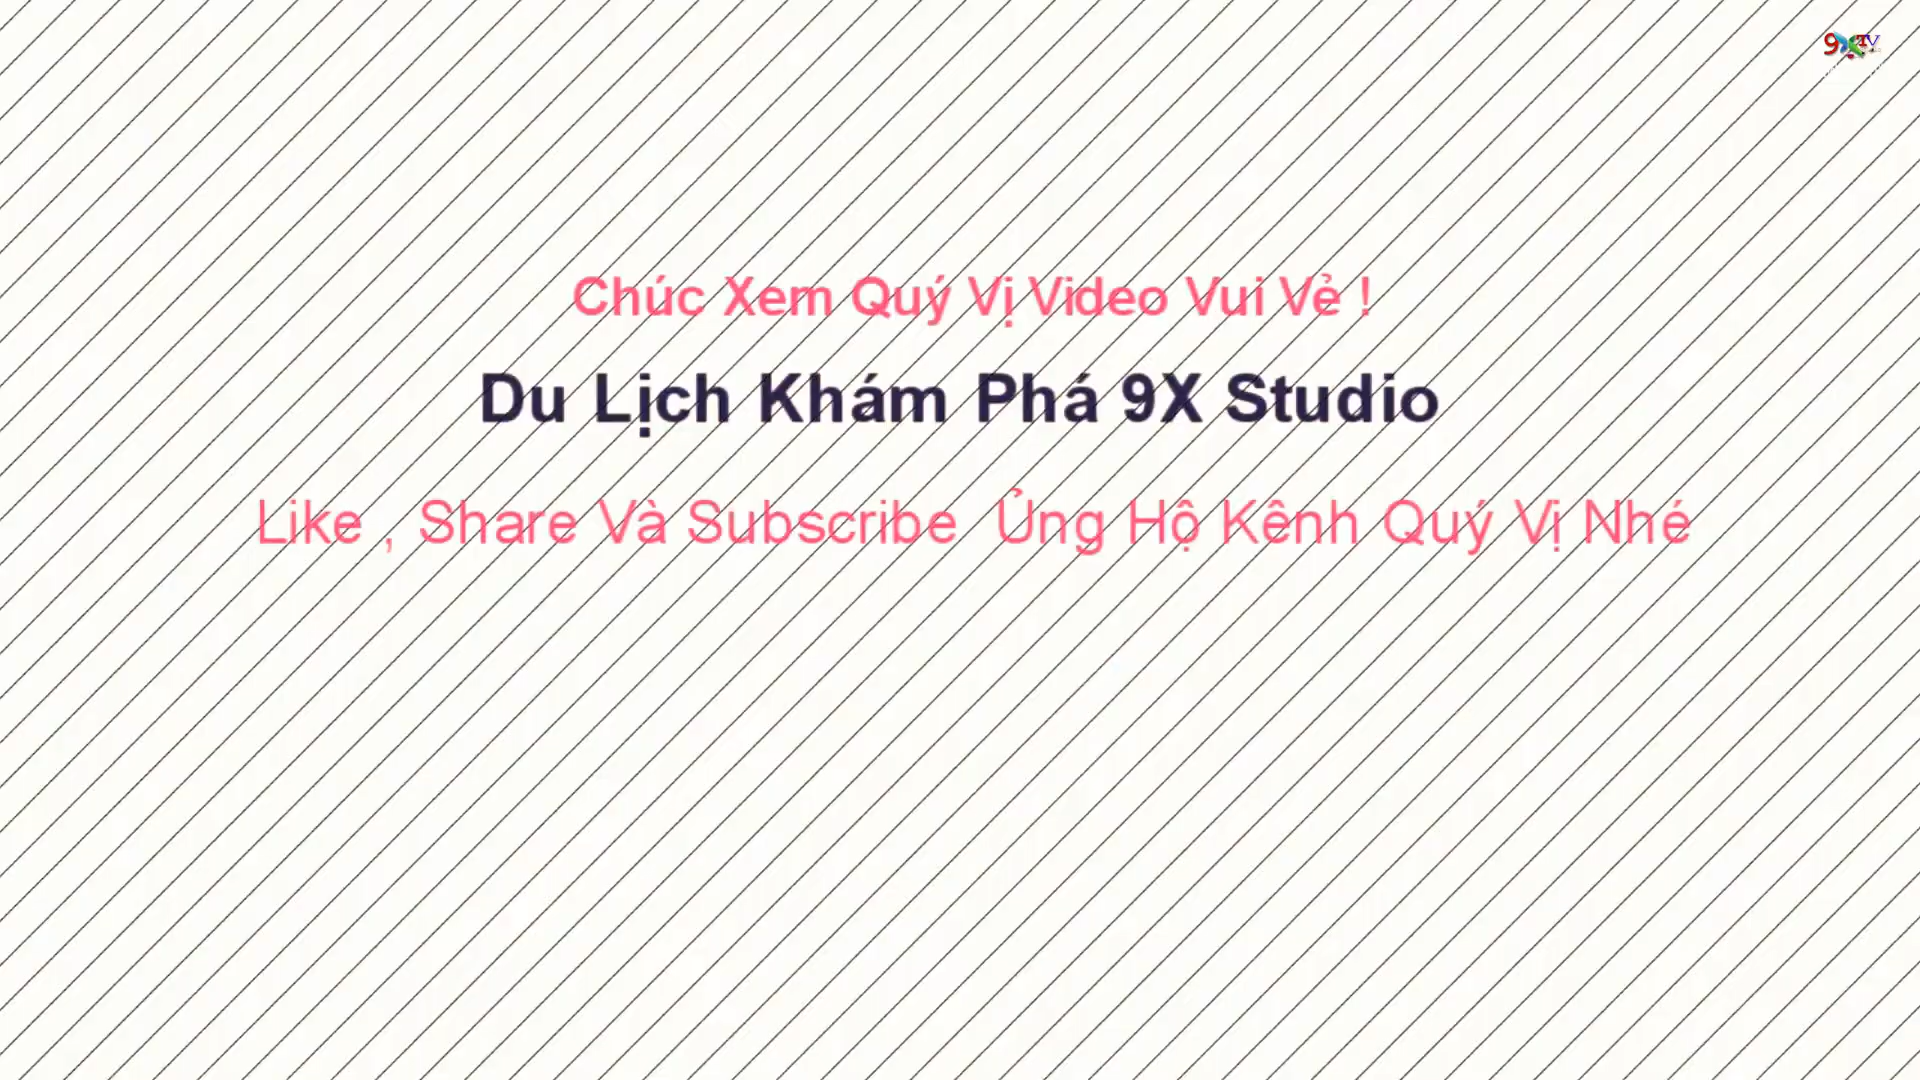 9XTV
Chúc Xem Quý Vị Video Vui Vẻ !
Du Lịch Khám Phá 9X Studio
Like , Share Và Subscribe Ủng Hộ Kênh Quý Vị Nhé